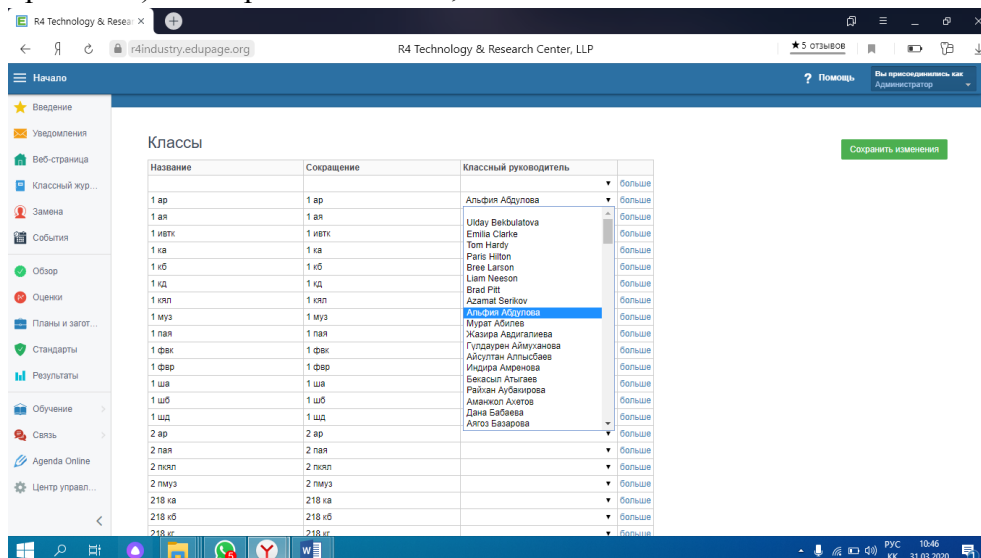 R4 Technology & Resear
r4industry.edupage.org
R4 Technology & Research Center, LLP
★5 отзывов
Начало
? Помощь
Вы присоединились как
Администратор
Введение
Уведомления
Веб-страница
Классный жур...
Замена
События
Обзор
Оценки
Планы и загот...
Стандарты
Результаты
Обучение
Связь
Agenda Online
Центр управл...
Классы
Сохранить изменения
Название Сокращение Классный руководитель
больше
1 ар 1 ар Альфия Абдулова больше
1 ая 1 ая больше
1 ивтк 1 ивтк больше
1 ка 1 ка больше
1 кб 1 кб больше
1 кд 1 кд больше
1 кял 1 кял больше
1 муз 1 муз больше
1 пая 1 пая больше
1 фвк 1 фвк больше
1 фвр 1 фвр больше
1 ша 1 ша больше
1 шб 1 шб больше
1 шд 1 шд больше
2 ар 2 ар больше
2 пая 2 пая больше
2 пкял 2 пкял больше
2 пмуз 2 пмуз больше
218 ка 218 ка больше
218 кб 218 кб больше
218 кг 218 кг больше
Ulday Bekbulatova
Emilia Clarke
Tom Hardy
Paris Hilton
Bree Larson
Liam Neeson
Brad Pitt
Azamat Serikov
Альфия Абдулова
Мурат Абилев
Жазира Авдигалиева
Гулдаурен Аймуханова
Айсултан Алпысбаев
Индира Амренова
Бекасыл Атыгаев
Райхан Аубакирова
Аманжол Ахетов
Дана Бабаева
Аягоз Базарова
РУС
КК
10:46
31.03.2020